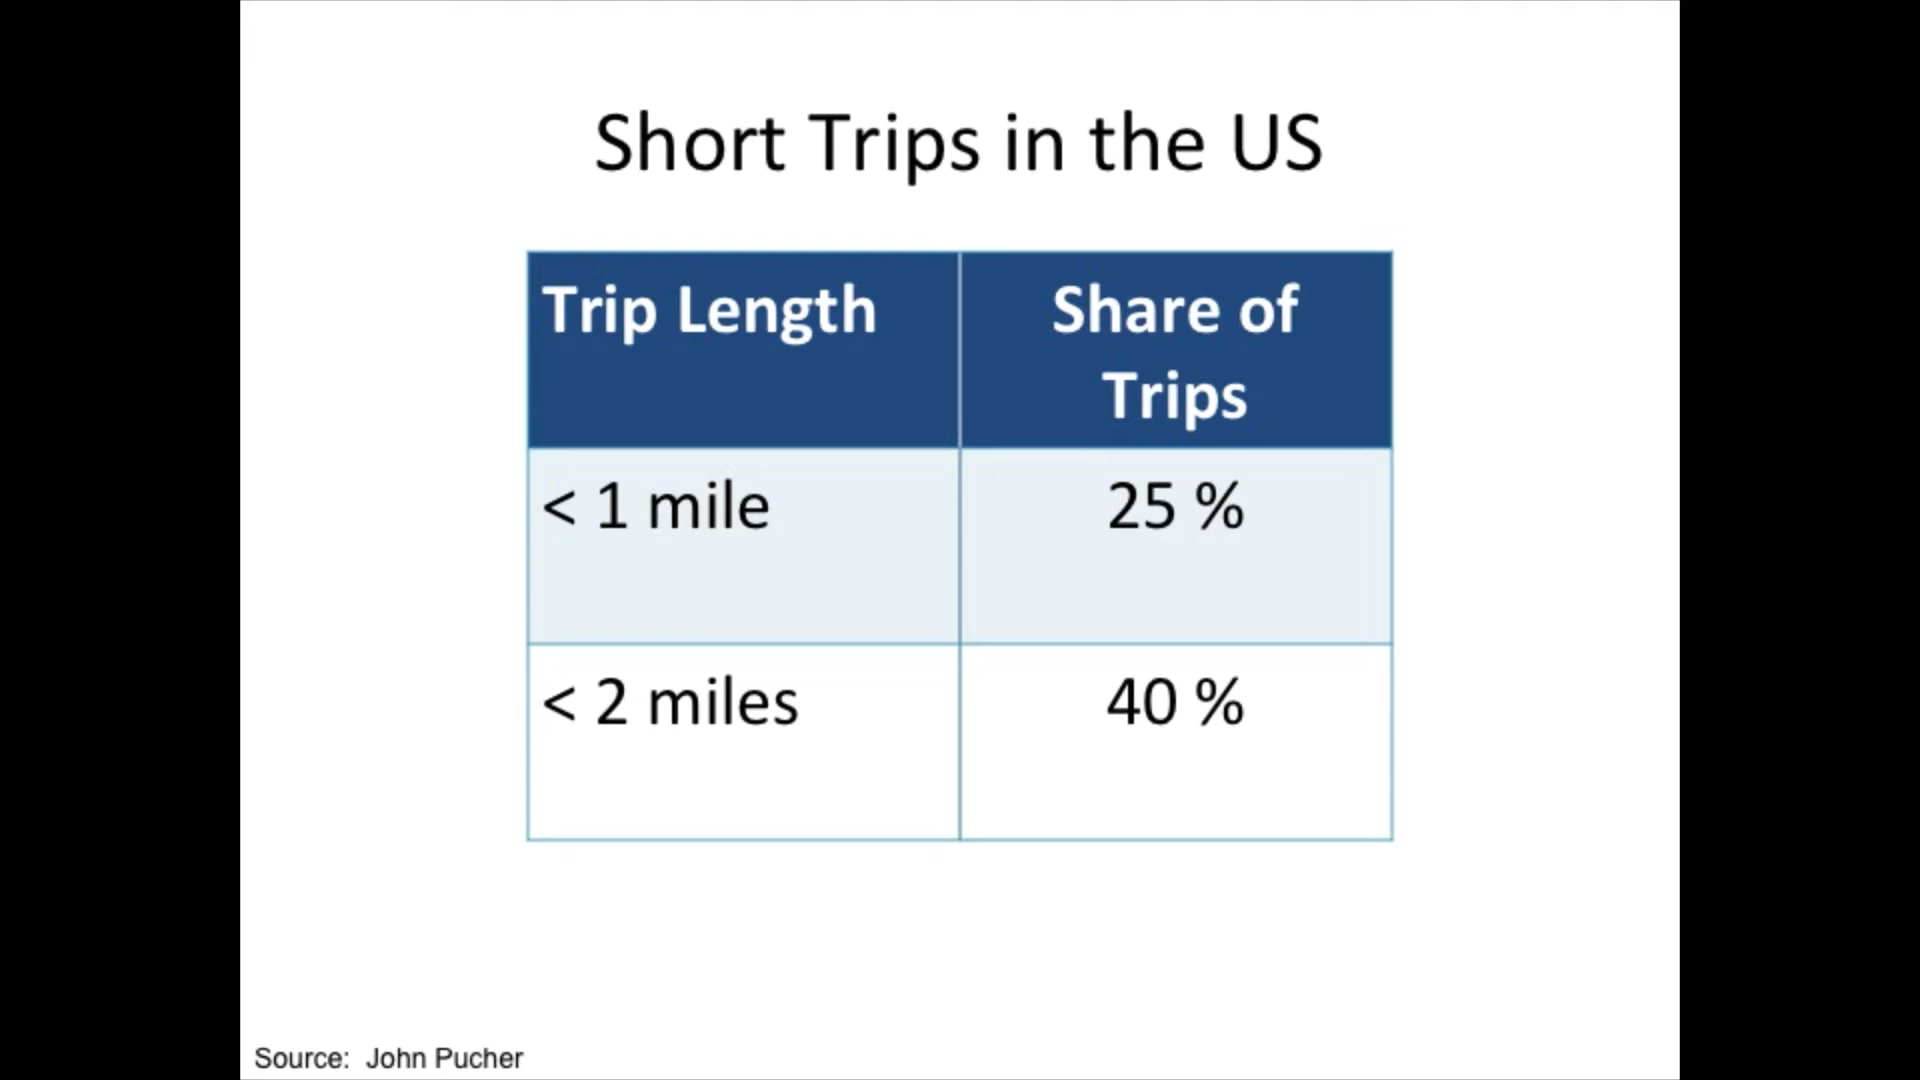 Short Trips in the US
Trip Length
Share of
Trips
< 1 mile
25 %
< 2 miles
40 %
Source: John Pucher